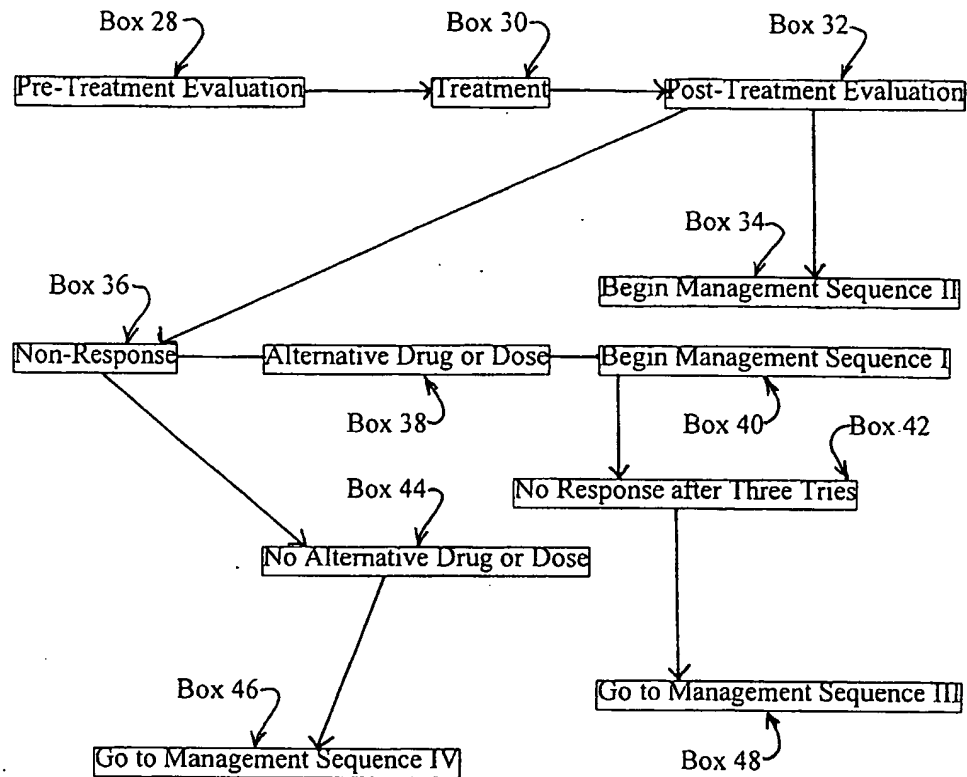 Box 28
Box 30
Box 32
Pre-Treatment Evaluation
Treatment
Post-Treatment Evaluation
Box 34
Begin Management Sequence II
Box 36
Non-Response
Alternative Drug or Dose
Begin Management Sequence I
Box 38
Box 40
Box 42
Box 44
No Response after Three Tries
No Alternative Drug or Dose
Box 46
Go to Management Sequence III
Go to Management Sequence IV
Box 48